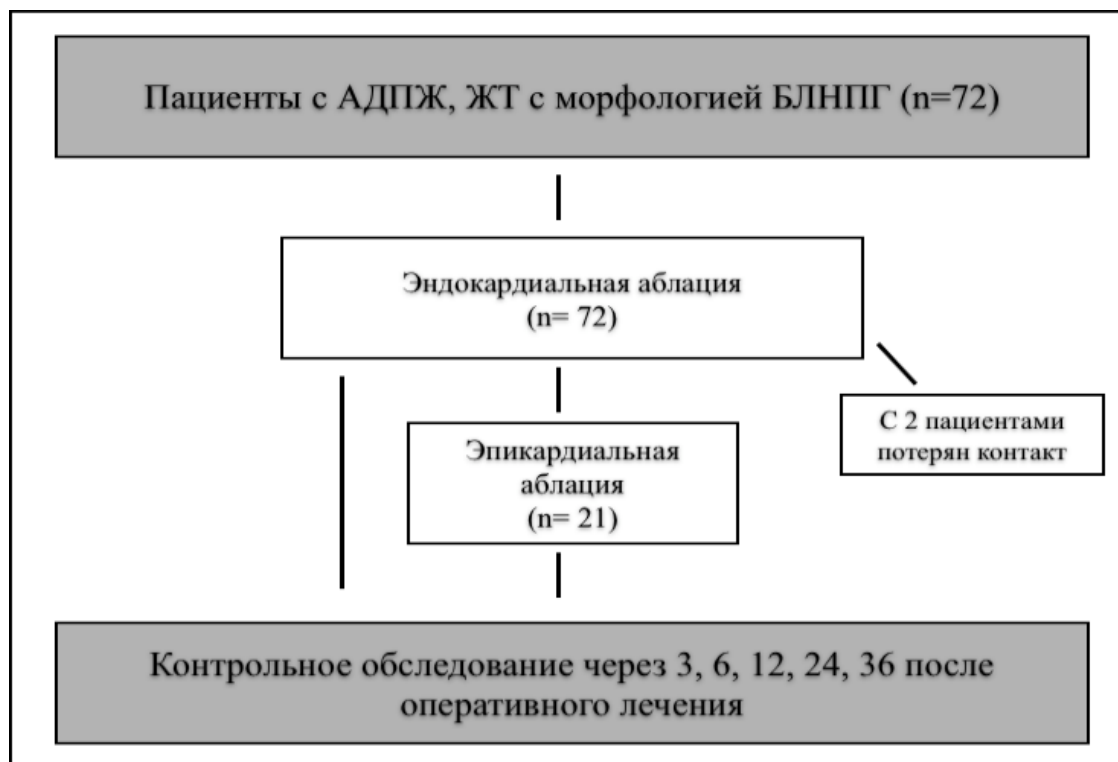 Пациенты с АДПЖ, ЖТ с морфологией БЛНПГ (n=72)
Эндокардиальная аблация
(n= 72)
С 2 пациентами
потерян контакт
Эпикардиальная
аблация
(n= 21)
Контрольное обследование через 3, 6, 12, 24, 36 после
оперативного лечения